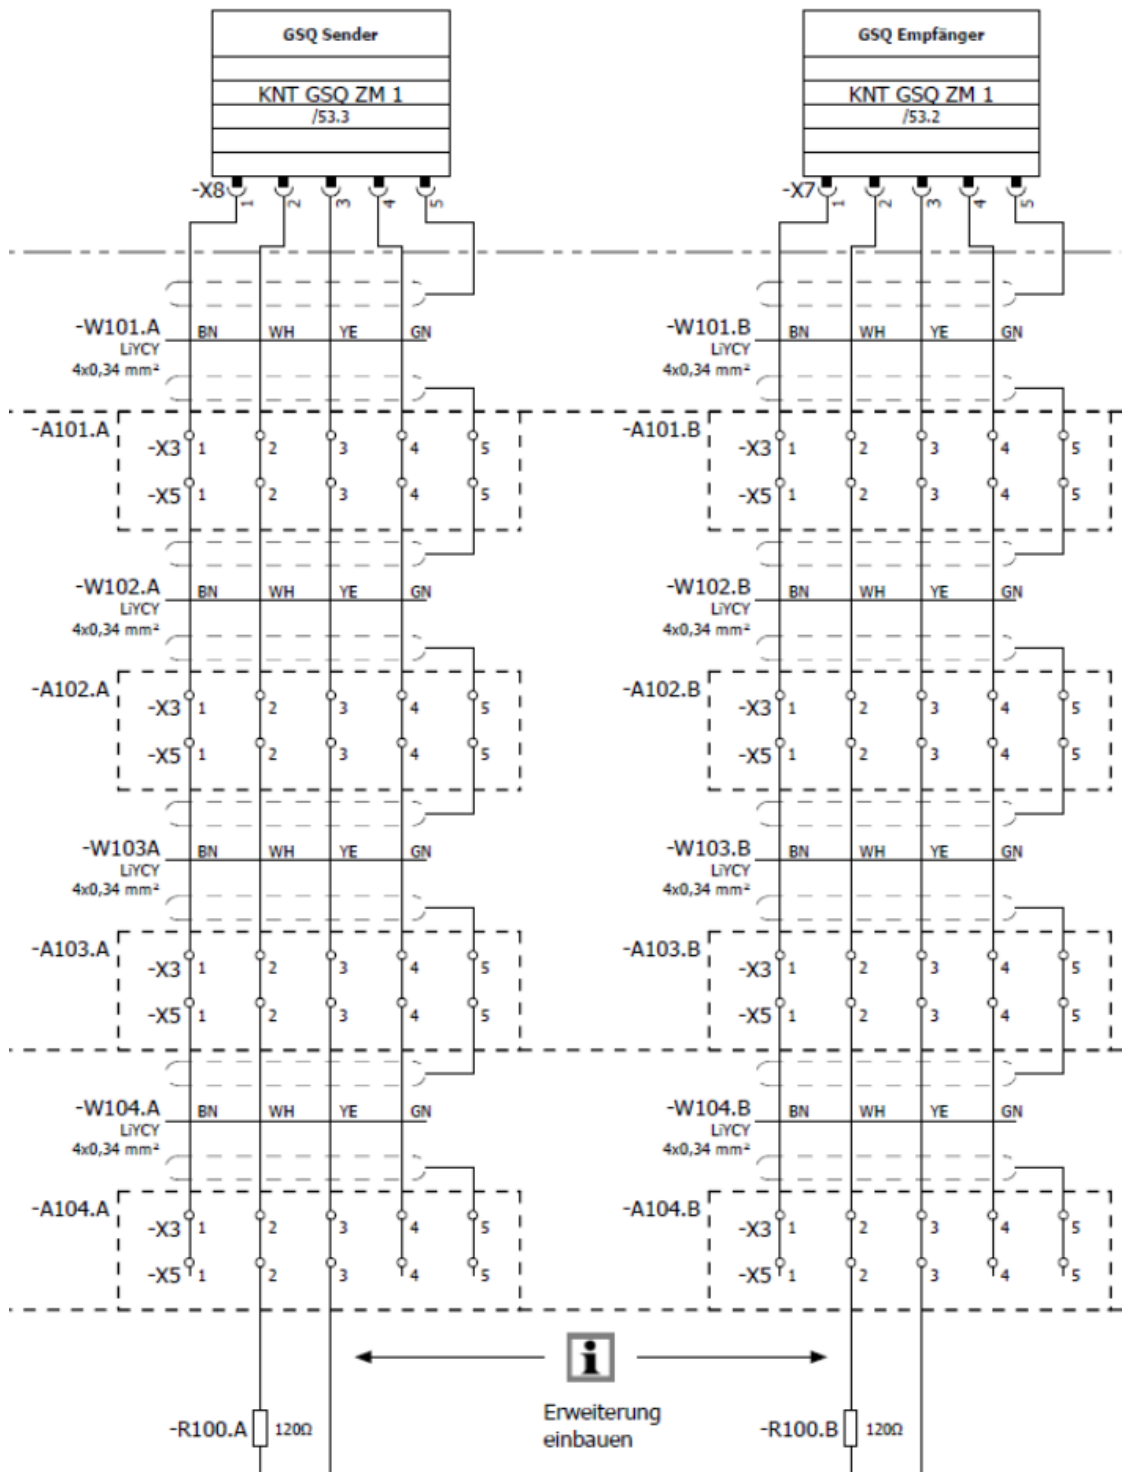 GSQ Sender
KNT GSQ ZM 1
/53.3
-X8 1 2 3 4 5
GSQ Empfänger
KNT GSQ ZM 1
/53.2
-X7 1 2 3 4 5
-W101.A BN WH YE GN
LiYCY
4x0,34 mm²
-W101.B BN WH YE GN
LiYCY
4x0,34 mm²
-A101.A
-X3 1 2 3 4 5
-X5 1 2 3 4 5
-A101.B
-X3 1 2 3 4 5
-X5 1 2 3 4 5
-W102.A BN WH YE GN
LiYCY
4x0,34 mm²
-W102.B BN WH YE GN
LiYCY
4x0,34 mm²
-A102.A
-X3 1 2 3 4 5
-X5 1 2 3 4 5
-A102.B
-X3 1 2 3 4 5
-X5 1 2 3 4 5
-W103A BN WH YE GN
LiYCY
4x0,34 mm²
-W103.B BN WH YE GN
LiYCY
4x0,34 mm²
-A103.A
-X3 1 2 3 4 5
-X5 1 2 3 4 5
-A103.B
-X3 1 2 3 4 5
-X5 1 2 3 4 5
-W104.A BN WH YE GN
LiYCY
4x0,34 mm²
-W104.B BN WH YE GN
LiYCY
4x0,34 mm²
-A104.A
-X3 1 2 3 4 5
-X5 1 2 3 4 5
-A104.B
-X3 1 2 3 4 5
-X5 1 2 3 4 5
i
Erweiterung
einbauen
-R100.A 120Ω
-R100.B 120Ω